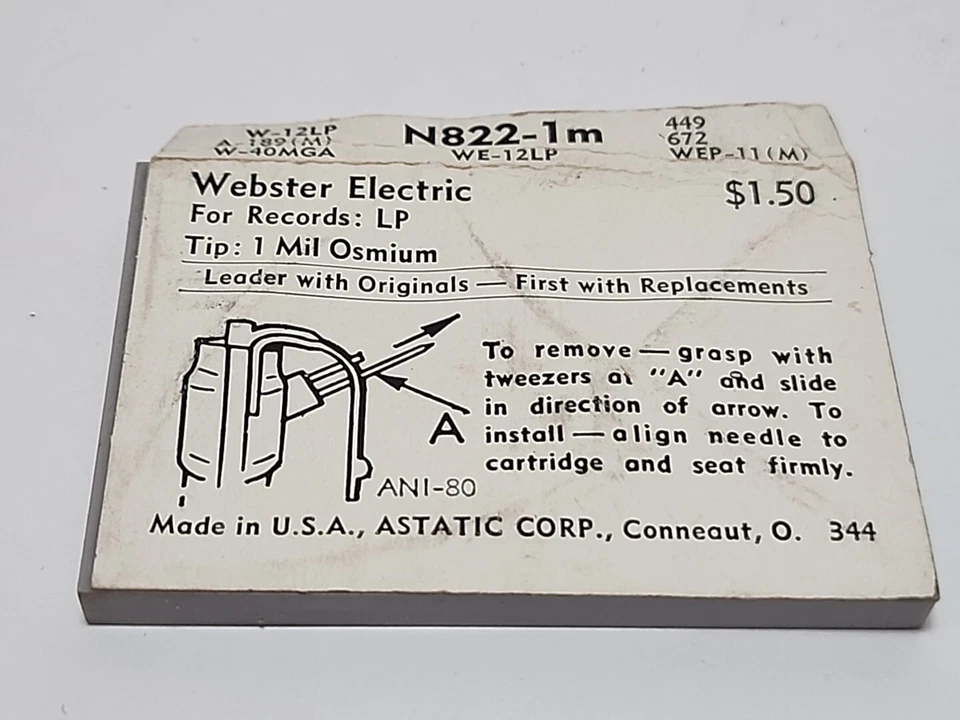 W-12LP N822-1m 449
A 189(M) 672
W-40MGA WE-12LP WEP-11(M)
Webster Electric $1.50
For Records: LP
Tip: 1 Mil Osmium
Leader with Originals — First with Replacements
To remove — grasp with
tweezers at "A" and slide
in direction of arrow. To
install — align needle to
cartridge and seat firmly.
A
ANI-80
Made in U.S.A., ASTATIC CORP., Conneaut, O. 344